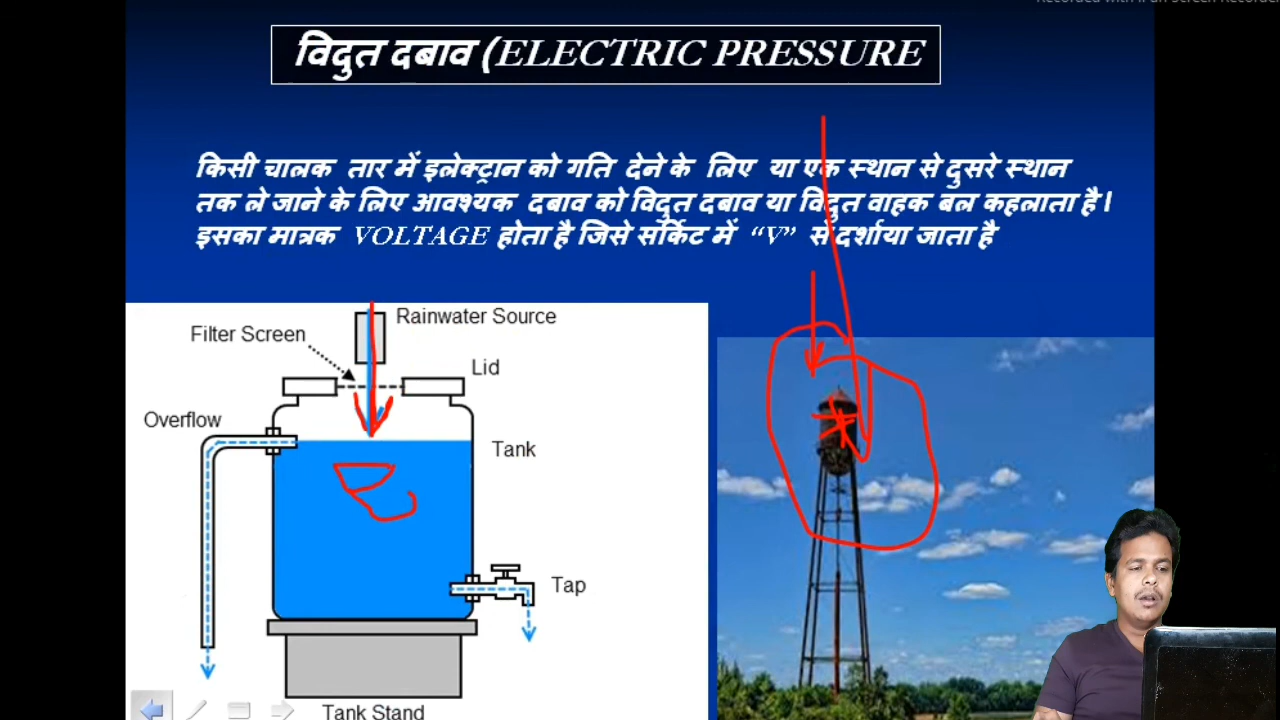 विदुत दबाव (ELECTRIC PRESSURE
किसी चालक तार में इलेक्ट्रान को गति देने के लिए या एक स्थान से दुसरे स्थान
तक ले जाने के लिए आवश्यक दबाव को विदुत दबाव या विदुत वाहक बल कहलाता है।
इसका मात्रक VOLTAGE होता है जिसे सर्किट में “V” से दर्शाया जाता है
Rainwater Source
Filter Screen
Lid
Overflow
Tank
Tap
Tank Stand